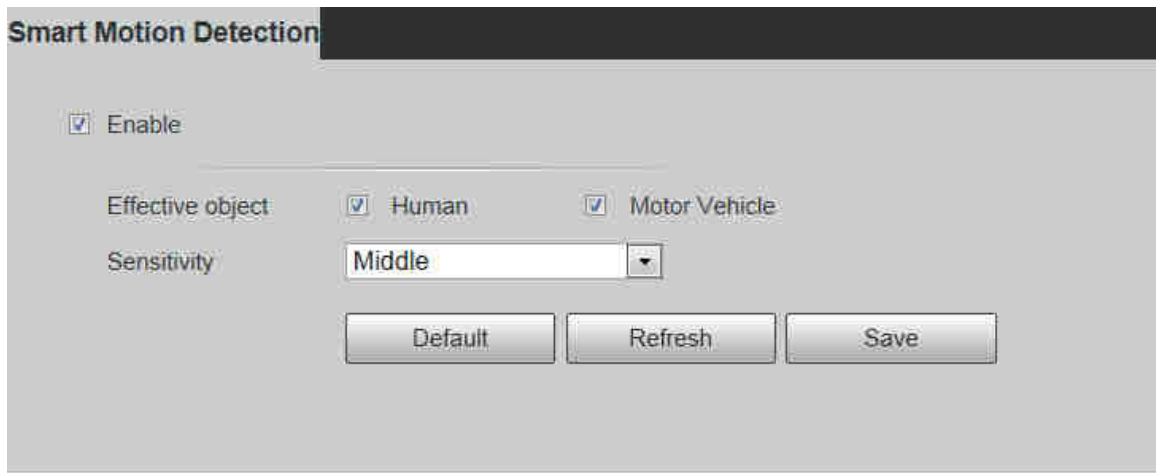 Smart Motion Detection
Enable
Effective object Human Motor Vehicle
Sensitivity Middle
Default Refresh Save